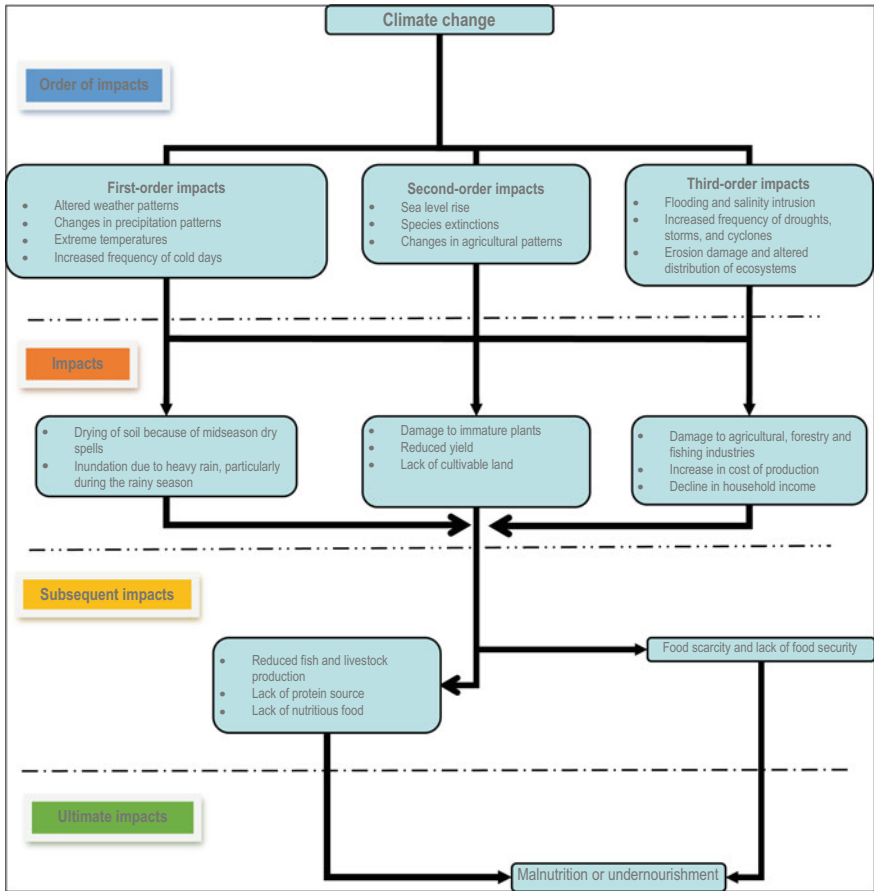 Climate change
Order of impacts
First-order impacts
• Altered weather patterns
• Changes in precipitation patterns
• Extreme temperatures
• Increased frequency of cold days
Second-order impacts
• Sea level rise
• Species extinctions
• Changes in agricultural patterns
Third-order impacts
• Flooding and salinity intrusion
• Increased frequency of droughts,
storms, and cyclones
• Erosion damage and altered
distribution of ecosystems
Impacts
• Drying of soil because of midseason dry
spells
• Inundation due to heavy rain, particularly
during the rainy season
• Damage to immature plants
• Reduced yield
• Lack of cultivable land
• Damage to agricultural, forestry and
fishing industries
• Increase in cost of production
• Decline in household income
Subsequent impacts
• Reduced fish and livestock
production
• Lack of protein source
• Lack of nutritious food
Food scarcity and lack of food security
Ultimate impacts
Malnutrition or undernourishment